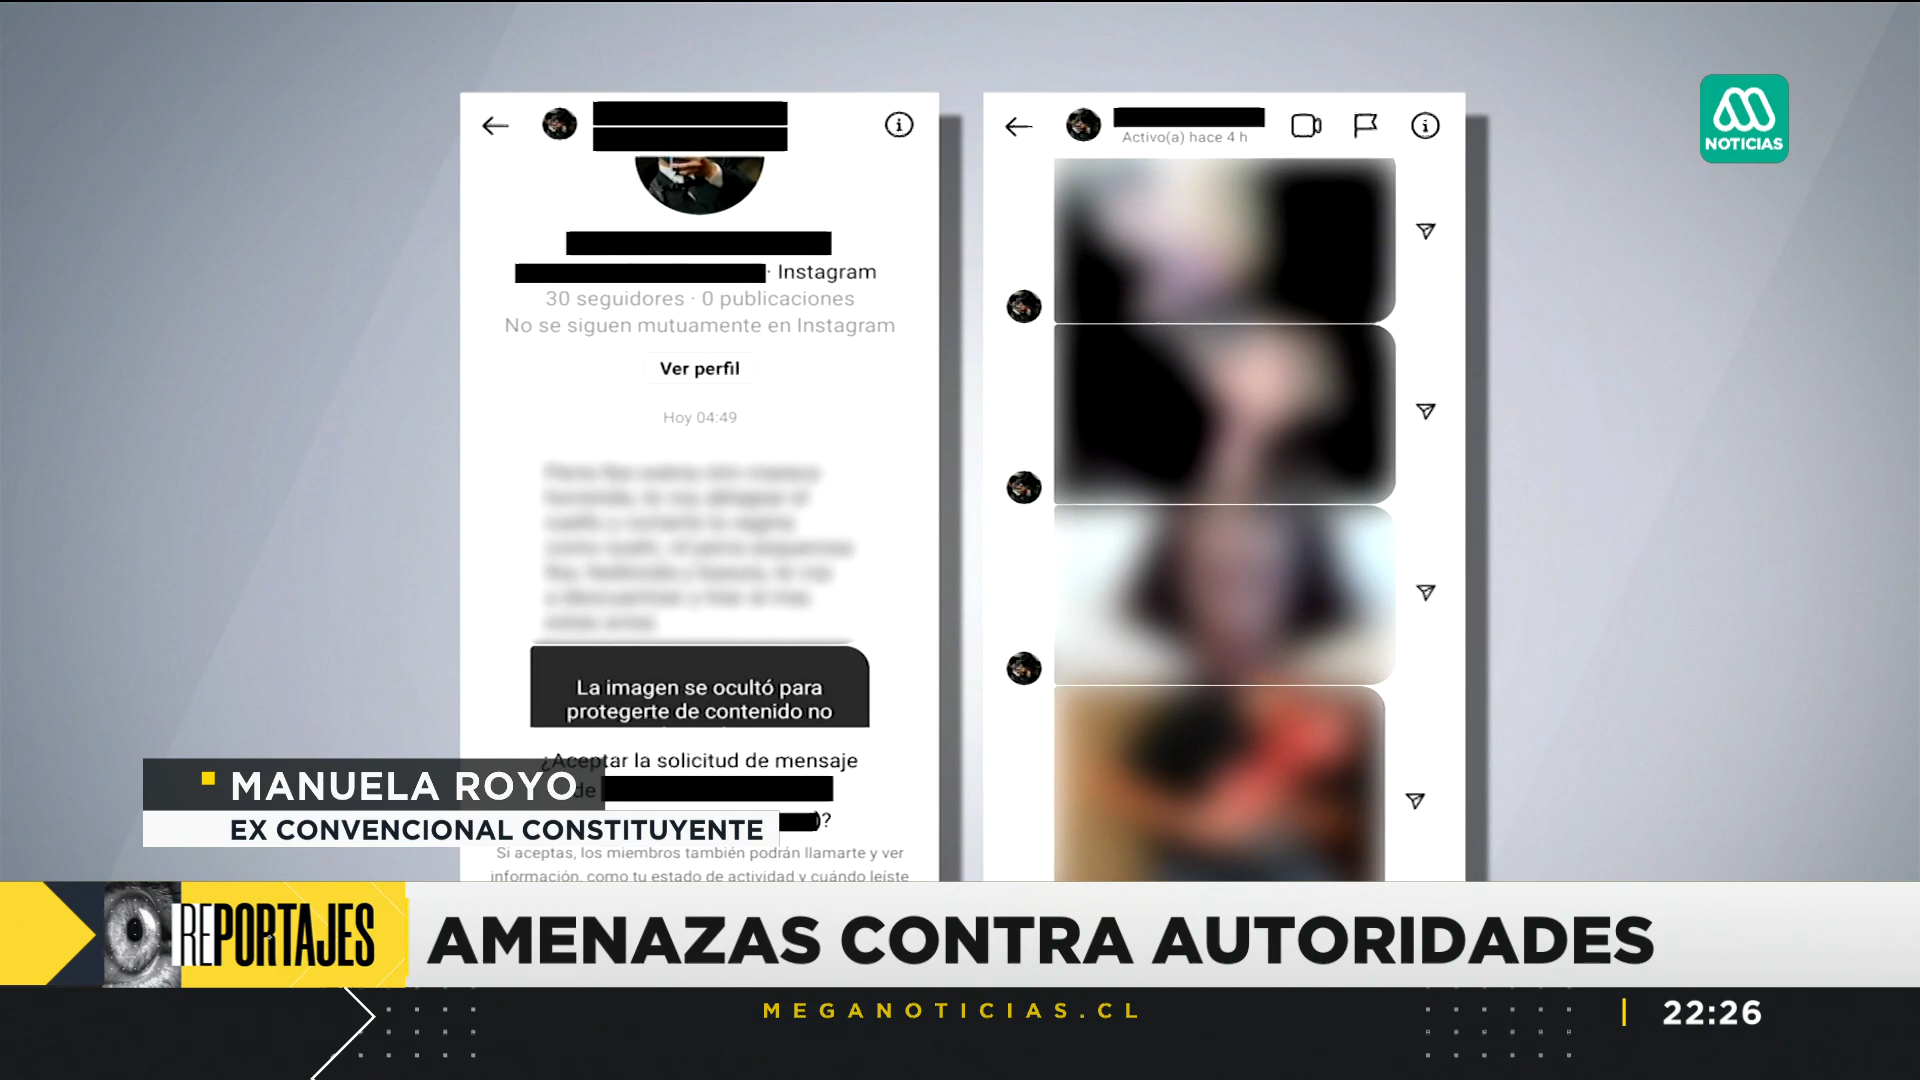 NOTICIAS
Activo(a) hace 4 h
· Instagram
30 seguidores · 0 publicaciones
No se siguen mutuamente en Instagram
Ver perfil
Hoy 04:49
La imagen se ocultó para
protegerte de contenido no
¿Aceptar la solicitud de mensaje
de
)?
Si aceptas, los miembros también podrán llamarte y ver
información, como tu estado de actividad y cuándo leíste
MANUELA ROYO
EX CONVENCIONAL CONSTITUYENTE
REPORTAJES
AMENAZAS CONTRA AUTORIDADES
MEGANOTICIAS.CL
22:26